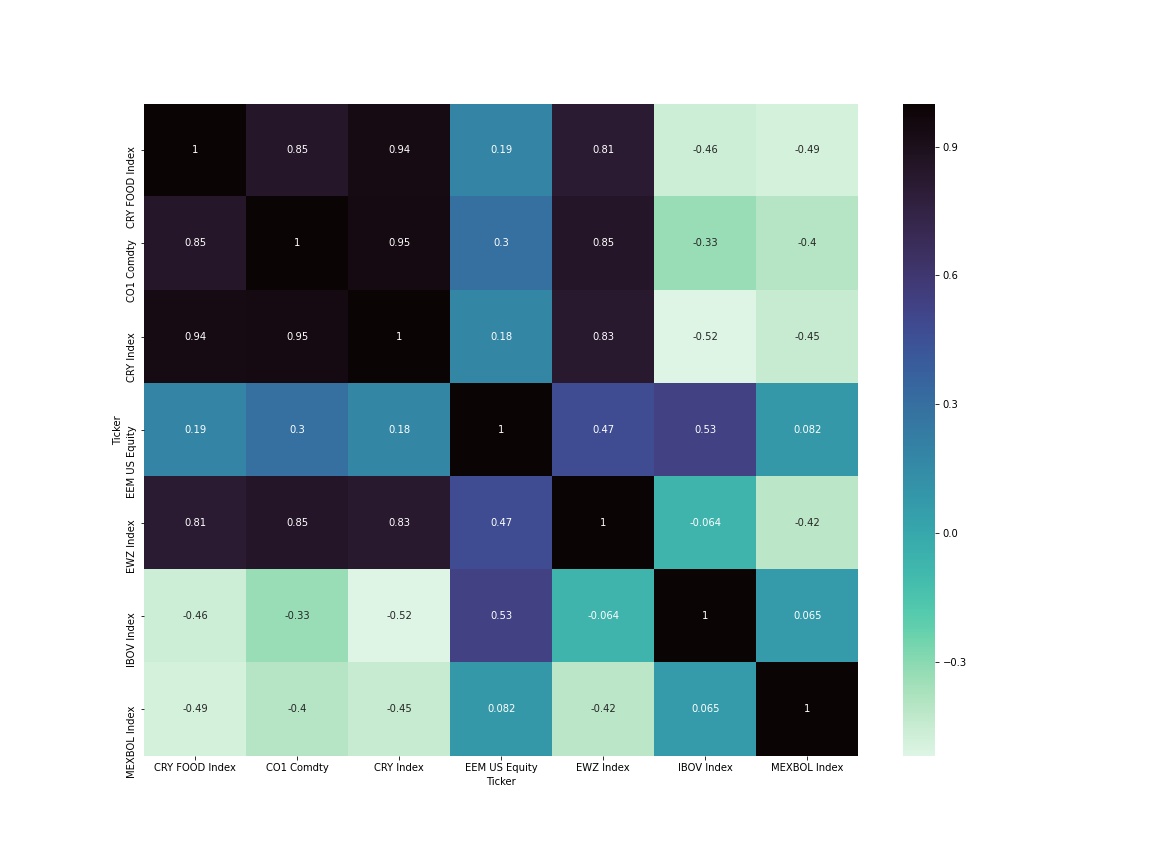 CRY FOOD Index 1 0.85 0.94 0.19 0.81 -0.46 -0.49
CO1 Comdty 0.85 1 0.95 0.3 0.85 -0.33 -0.4
CRY Index 0.94 0.95 1 0.18 0.83 -0.52 -0.45
EEM US Equity 0.19 0.3 0.18 1 0.47 0.53 0.082
EWZ Index 0.81 0.85 0.83 0.47 1 -0.064 -0.42
IBOV Index -0.46 -0.33 -0.52 0.53 -0.064 1 0.065
MEXBOL Index -0.49 -0.4 -0.45 0.082 -0.42 0.065 1
Ticker
CRY FOOD Index CO1 Comdty CRY Index EEM US Equity EWZ Index IBOV Index MEXBOL Index
Ticker
0.9
0.6
0.3
0.0
−0.3